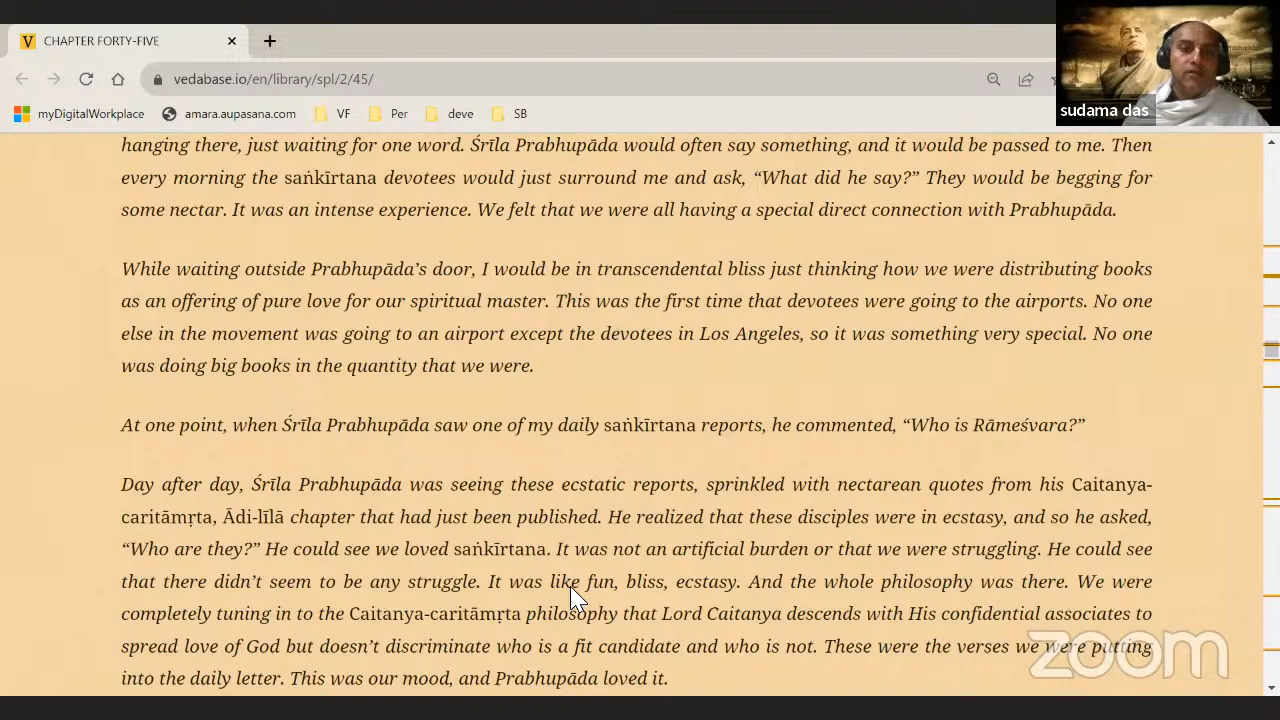 CHAPTER FORTY-FIVE
vedabase.io/en/library/spl/2/45/
myDigitalWorkplace amara.aupasana.com VF Per deve SB
sudama das
hanging there, just waiting for one word. Śrīla Prabhupāda would often say something, and it would be passed to me. Then
every morning the saṅkīrtana devotees would just surround me and ask, “What did he say?” They would be begging for
some nectar. It was an intense experience. We felt that we were all having a special direct connection with Prabhupāda.
While waiting outside Prabhupāda’s door, I would be in transcendental bliss just thinking how we were distributing books
as an offering of pure love for our spiritual master. This was the first time that devotees were going to the airports. No one
else in the movement was going to an airport except the devotees in Los Angeles, so it was something very special. No one
was doing big books in the quantity that we were.
At one point, when Śrīla Prabhupāda saw one of my daily saṅkīrtana reports, he commented, “Who is Rāmeśvara?”
Day after day, Śrīla Prabhupāda was seeing these ecstatic reports, sprinkled with nectarean quotes from his Caitanya-
caritāmṛta, Ādi-līlā chapter that had just been published. He realized that these disciples were in ecstasy, and so he asked,
“Who are they?” He could see we loved saṅkīrtana. It was not an artificial burden or that we were struggling. He could see
that there didn’t seem to be any struggle. It was like fun, bliss, ecstasy. And the whole philosophy was there. We were
completely tuning in to the Caitanya-caritāmṛta philosophy that Lord Caitanya descends with His confidential associates to
spread love of God but doesn’t discriminate who is a fit candidate and who is not. These were the verses we were putting
into the daily letter. This was our mood, and Prabhupāda loved it.
zoom